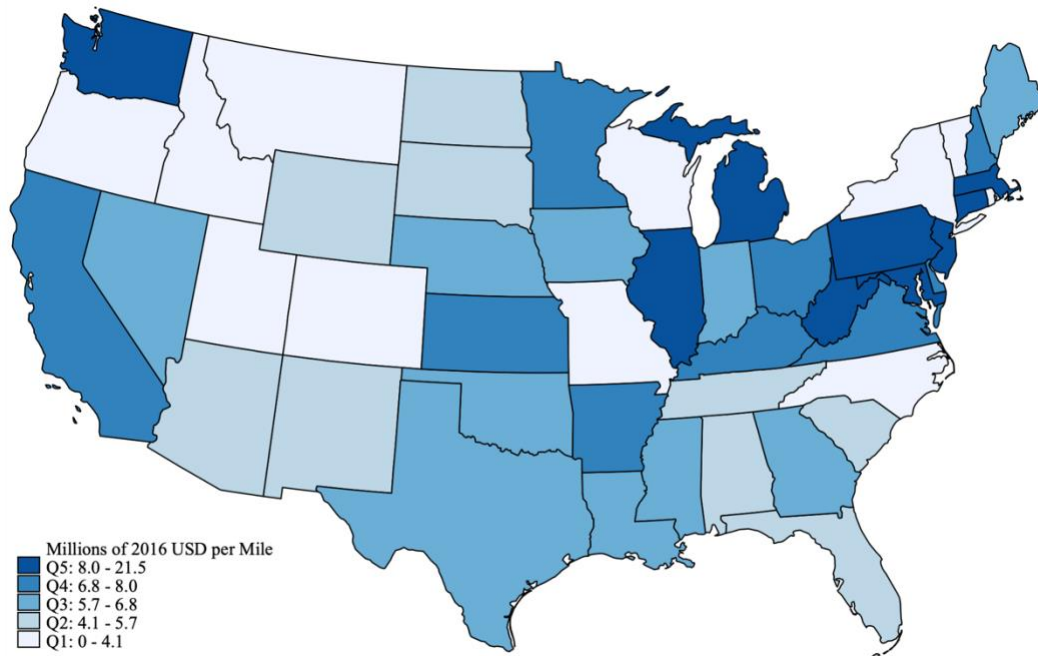 Millions of 2016 USD per Mile
Q5: 8.0 - 21.5
Q4: 6.8 - 8.0
Q3: 5.7 - 6.8
Q2: 4.1 - 5.7
Q1: 0 - 4.1